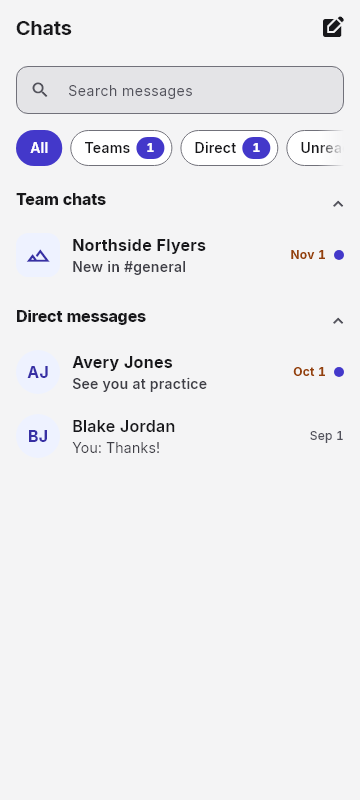 Chats
Search messages
All
Teams 1
Direct 1
Unrea
Team chats
Northside Flyers
New in #general
Nov 1
Direct messages
AJ
Avery Jones
See you at practice
Oct 1
BJ
Blake Jordan
You: Thanks!
Sep 1